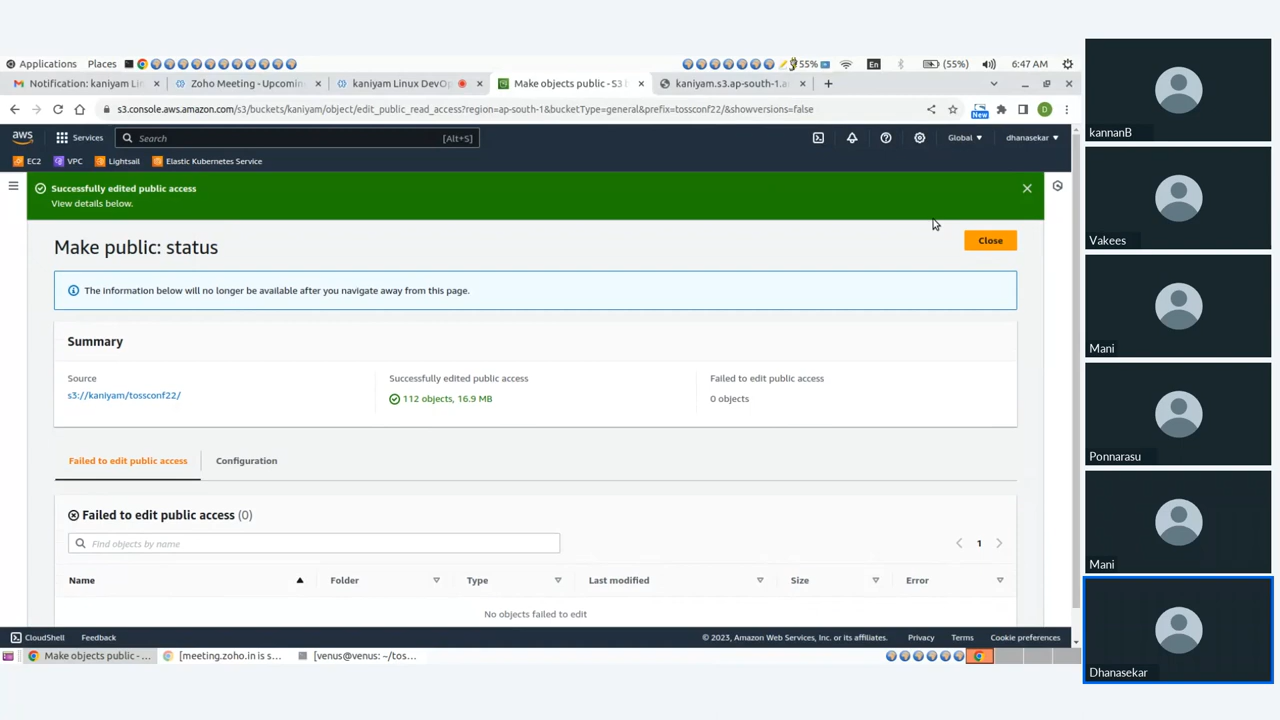 Applications Places 55% En (55%) 6:47 AM
Notification: kaniyam Li Zoho Meeting - Upcomin kaniyam Linux DevOp Make objects public - S3 kaniyam.s3.ap-south-1.a
s3.console.aws.amazon.com/s3/buckets/kaniyam/object/edit_public_read_access?region=ap-south-1&bucketType=general&prefix=tossconf22/&showversions=false New D
aws Services Search [Alt+S] Global dhanasekar
EC2 VPC Lightsail Elastic Kubernetes Service
Successfully edited public access
View details below.
Make public: status Close
The information below will no longer be available after you navigate away from this page.
Summary
Source Successfully edited public access Failed to edit public access
s3://kaniyam/tossconf22/ 112 objects, 16.9 MB 0 objects
Failed to edit public access Configuration
Failed to edit public access (0)
Find objects by name 1
Name Folder Type Last modified Size Error
No objects failed to edit
CloudShell Feedback © 2023, Amazon Web Services, Inc. or its affiliates. Privacy Terms Cookie preferences
Make objects public - ... [meeting.zoho.in is s... [venus@venus: ~/tos...
kannanB
Vakees
Mani
Ponnarasu
Mani
Dhanasekar